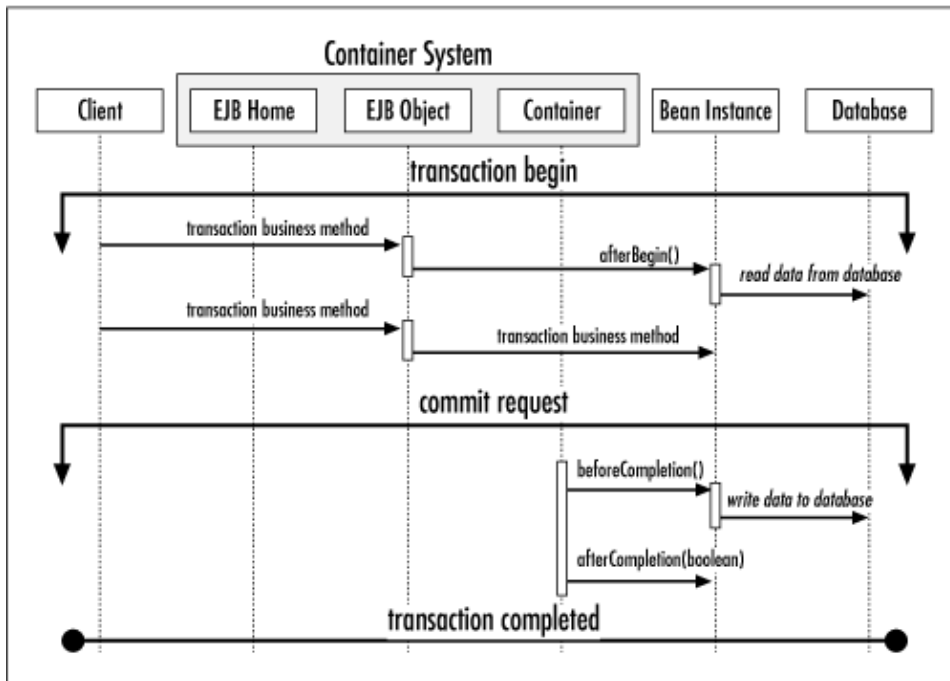 Container System
Client
EJB Home
EJB Object
Container
Bean Instance
Database
transaction begin
transaction business method
afterBegin()
read data from database
transaction business method
transaction business method
commit request
beforeCompletion()
write data to database
afterCompletion(boolean)
transaction completed